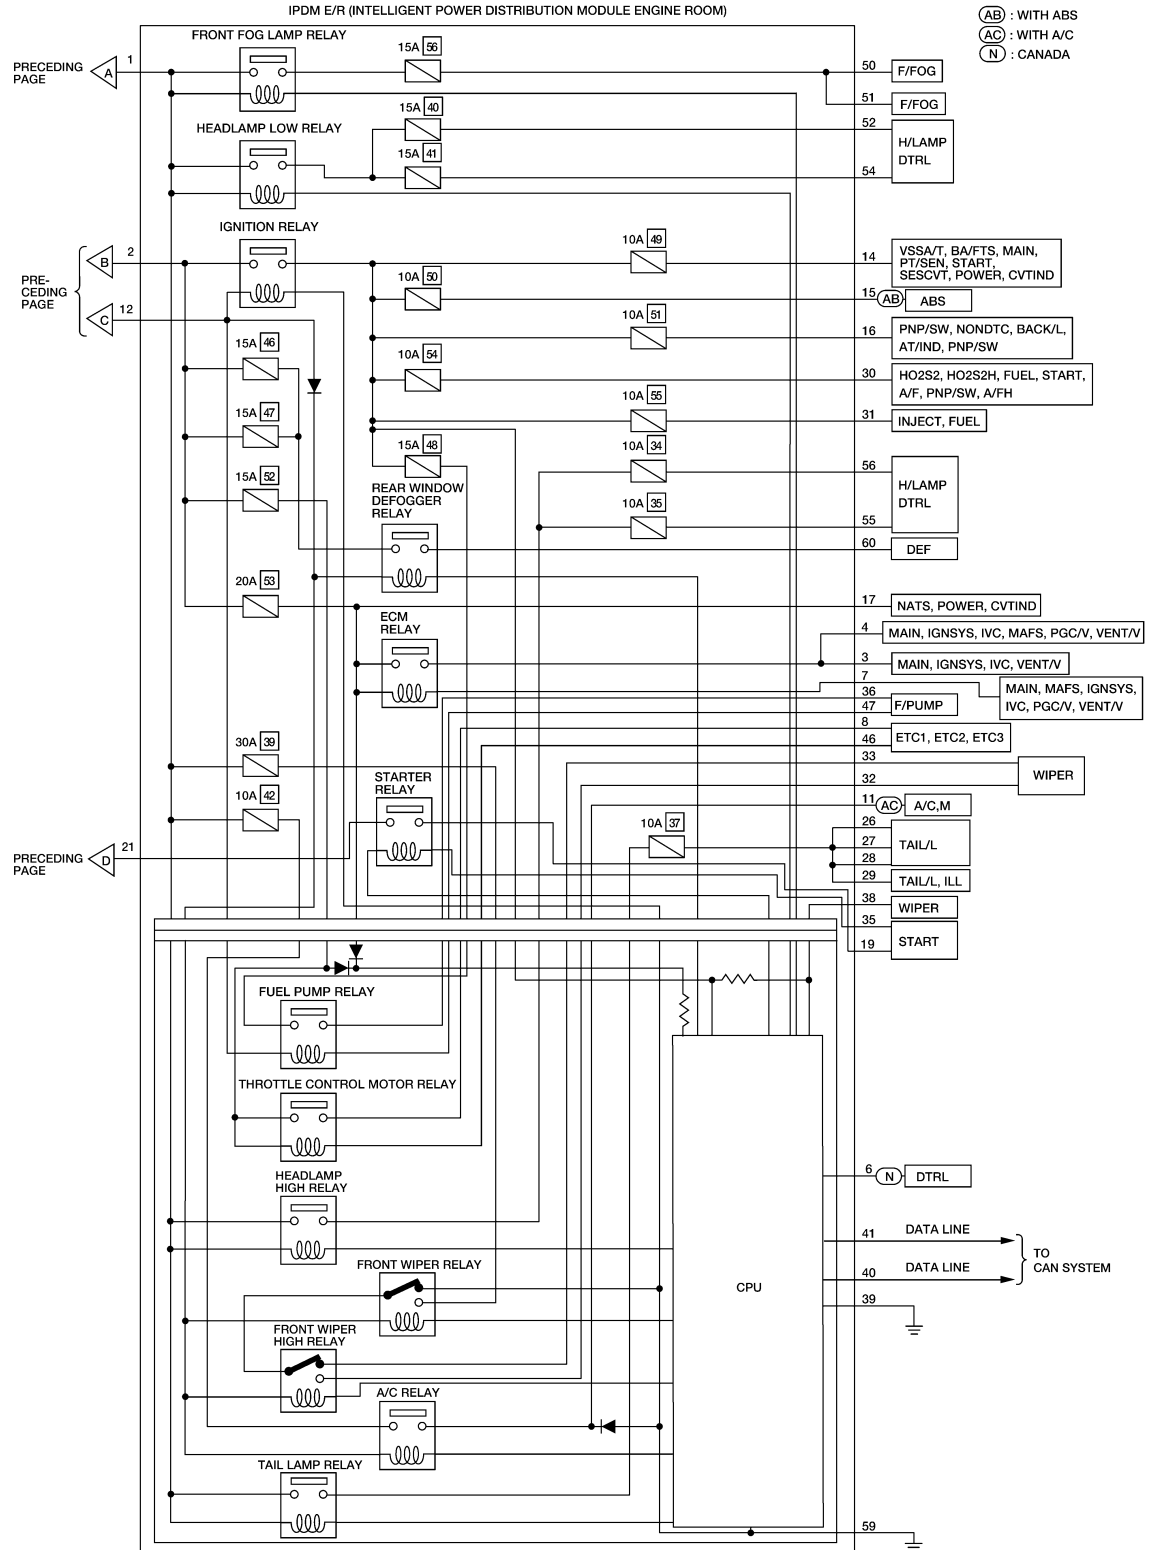 IPDM E/R (INTELLIGENT POWER DISTRIBUTION MODULE ENGINE ROOM)
AB : WITH ABS
AC : WITH A/C
N : CANADA
FRONT FOG LAMP RELAY
PRECEDING
PAGE
A
1
15A 56
50
F/FOG
51
F/FOG
15A 40
52
HEADLAMP LOW RELAY
H/LAMP
DTRL
15A 41
54
IGNITION RELAY
PRE-
CEDING
PAGE
B
2
C
12
10A 49
14
VSSA/T, BA/FTS, MAIN,
PT/SEN, START,
SESCVT, POWER, CVTIND
10A 50
15
AB
ABS
10A 51
16
PNP/SW, NONDTC, BACK/L,
AT/IND, PNP/SW
15A 46
10A 54
30
HO2S2, HO2S2H, FUEL, START,
A/F, PNP/SW, A/FH
15A 47
10A 55
31
INJECT, FUEL
15A 48
10A 34
56
H/LAMP
DTRL
15A 52
REAR WINDOW
DEFOGGER
RELAY
10A 35
55
60
DEF
20A 53
17
NATS, POWER, CVTIND
ECM
RELAY
4
MAIN, IGNSYS, IVC, MAFS, PGC/V, VENT/V
3
MAIN, IGNSYS, IVC, VENT/V
7
MAIN, MAFS, IGNSYS,
IVC, PGC/V, VENT/V
36
47
F/PUMP
8
46
ETC1, ETC2, ETC3
30A 39
33
32
WIPER
STARTER
RELAY
10A 42
11
AC
A/C,M
10A 37
26
27
28
TAIL/L
PRECEDING
PAGE
D
21
29
TAIL/L, ILL
38
WIPER
35
19
START
FUEL PUMP RELAY
THROTTLE CONTROL MOTOR RELAY
HEADLAMP
HIGH RELAY
6
N
DTRL
41
DATA LINE
40
DATA LINE
TO
CAN SYSTEM
39
CPU
FRONT WIPER RELAY
FRONT WIPER
HIGH RELAY
A/C RELAY
TAIL LAMP RELAY
59